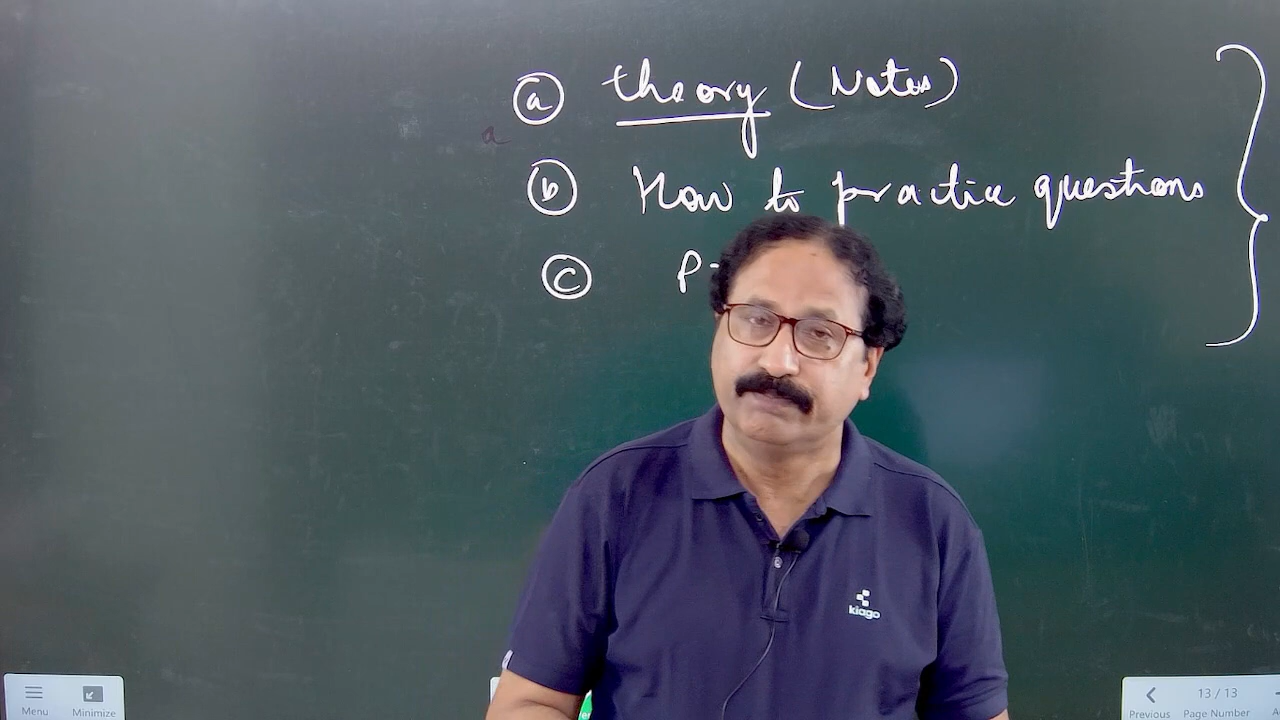 ⓐ theory (Notes)
a
ⓑ How to practice questions
ⓒ
kiago
Menu
Minimize
Previous
13 / 13
Page Number